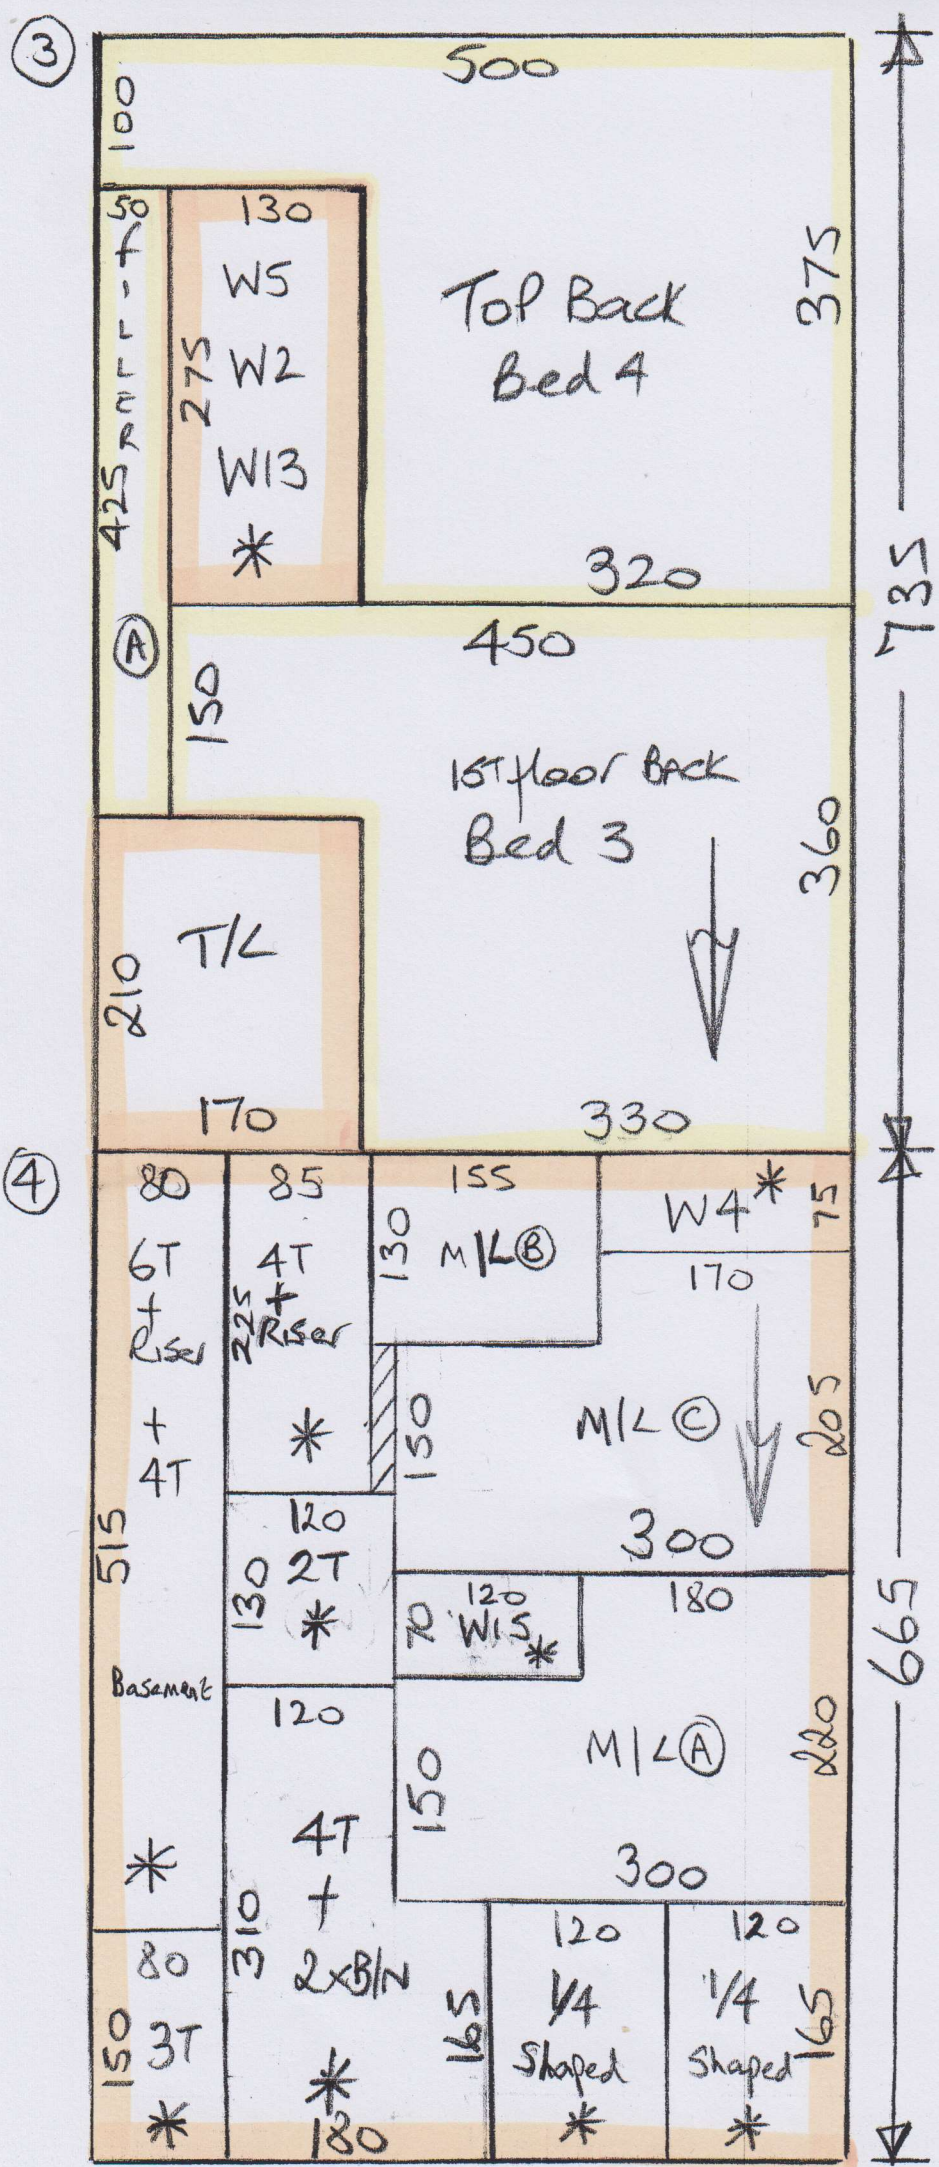 3
500
100
50
130
FILLER
W5
W2
W13
*
275
425
Top Back
Bed 4
375
320
735
A
450
150
1ST floor BACK
Bed 3
360
T/L
210
170
330
4
80
6T
+
Riser
+
4T
515
Basement
*
85
4T
+
Riser
225
*
155
130
M/L B
W4 *
75
170
150
M/L C
205
300
120
2T
130
*
120
70
W15
*
180
M/L A
220
150
300
665
120
4T
+
2xB/N
310
*
180
165
80
3T
150
*
120
1/4
Shaped
*
120
1/4
Shaped
165
*